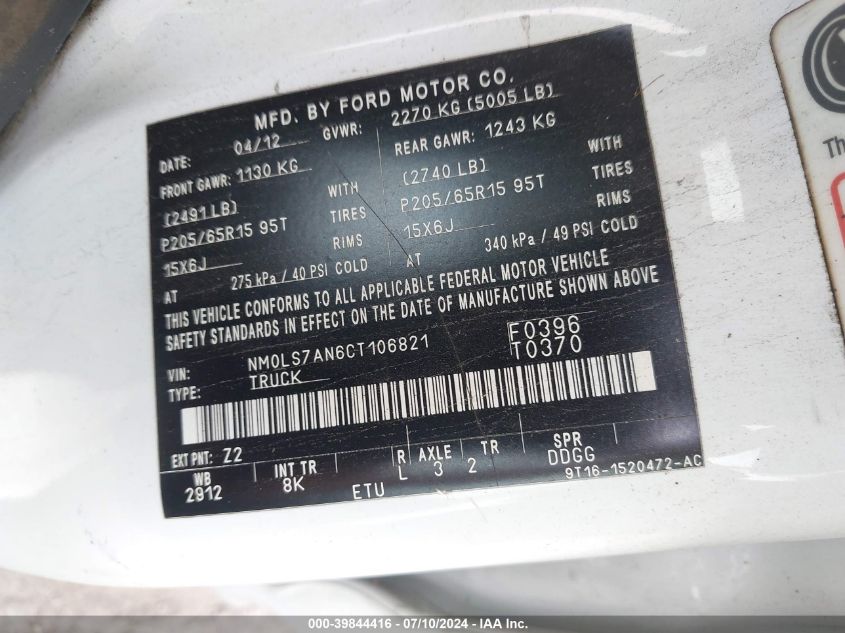 MFD. BY FORD MOTOR CO.
DATE: 04/12 GVWR: 2270 KG (5005 LB)
FRONT GAWR: 1130 KG REAR GAWR: 1243 KG
(2491 LB) WITH (2740 LB) WITH
P205/65R15 95T TIRES P205/65R15 95T TIRES
15X6J RIMS 15X6J RIMS
AT 275 kPa / 40 PSI COLD AT 340 kPa / 49 PSI COLD
THIS VEHICLE CONFORMS TO ALL APPLICABLE FEDERAL MOTOR VEHICLE
SAFETY STANDARDS IN EFFECT ON THE DATE OF MANUFACTURE SHOWN ABOVE
VIN: NM0LS7AN6CT106821 F0396
TYPE: TRUCK T0370
EXT PNT: Z2 R AXLE TR SPR
WB INT TR L 3 2 DDGG
2912 8K ETU 9T16-1520472-AC
Th
000-39844416 - 07/10/2024 - IAA Inc.